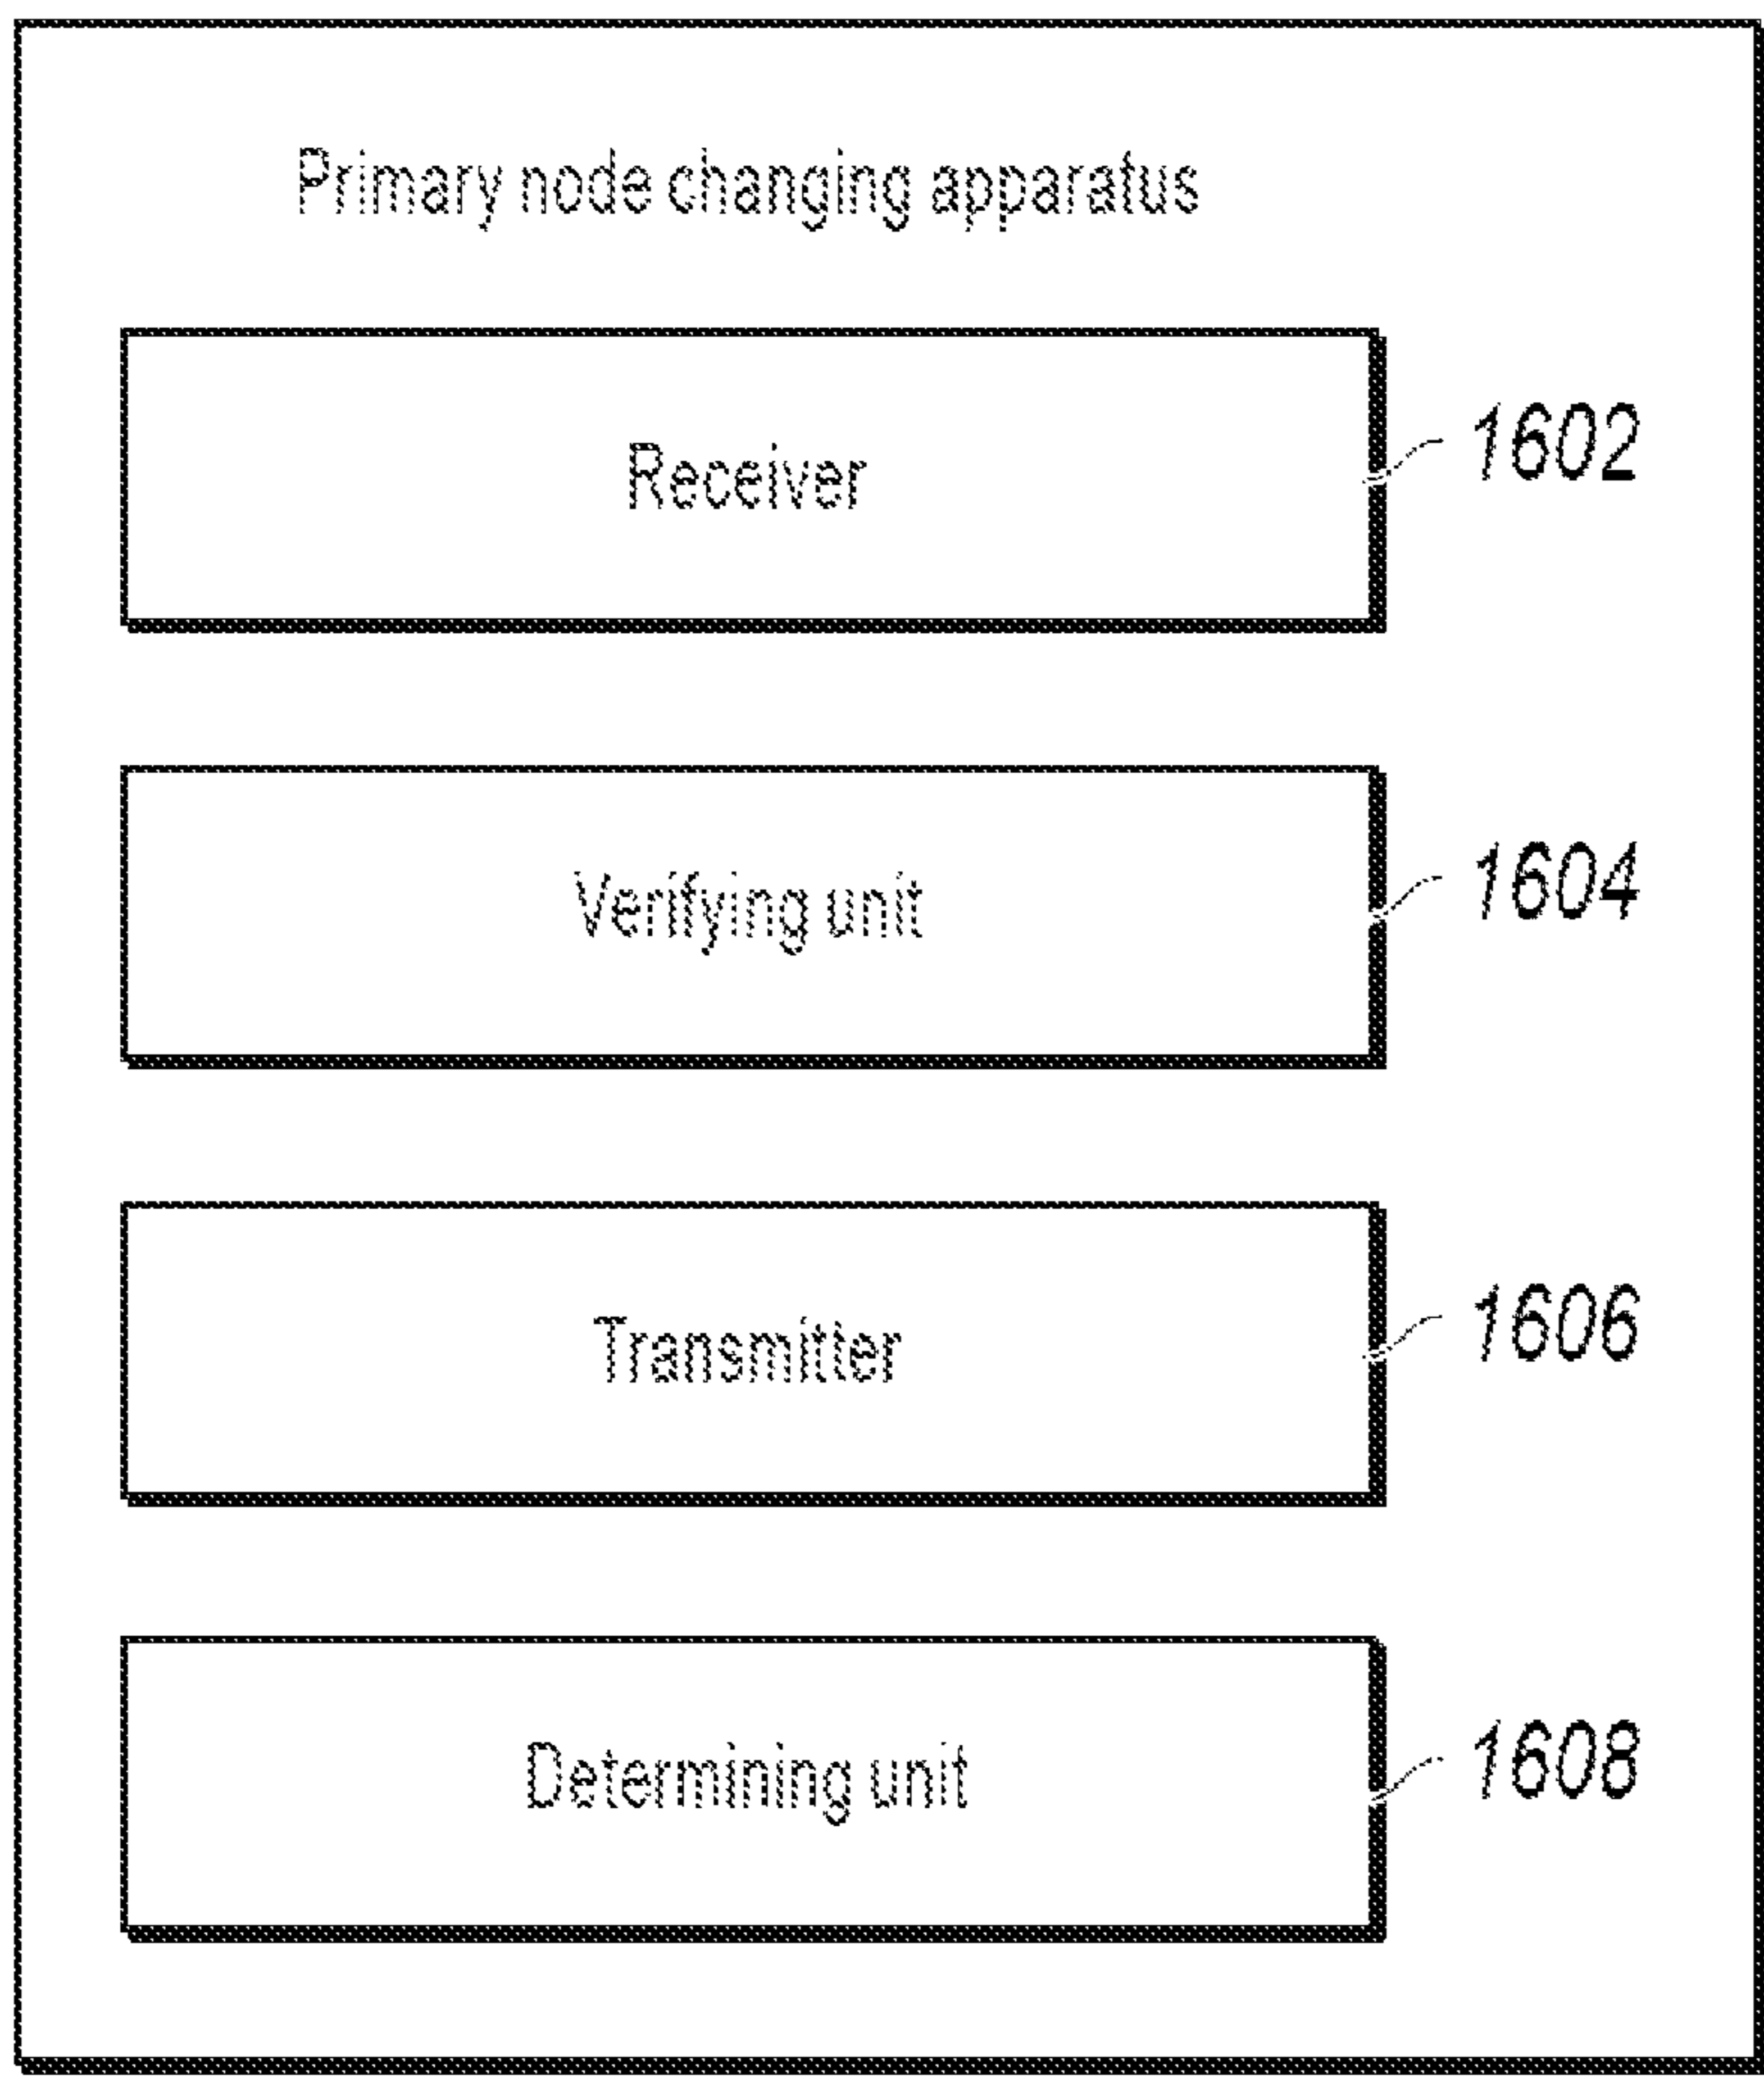 Primary node changing apparatus
Receiver
1602
Verifying unit
1604
Transmitter
1606
Determining unit
1608